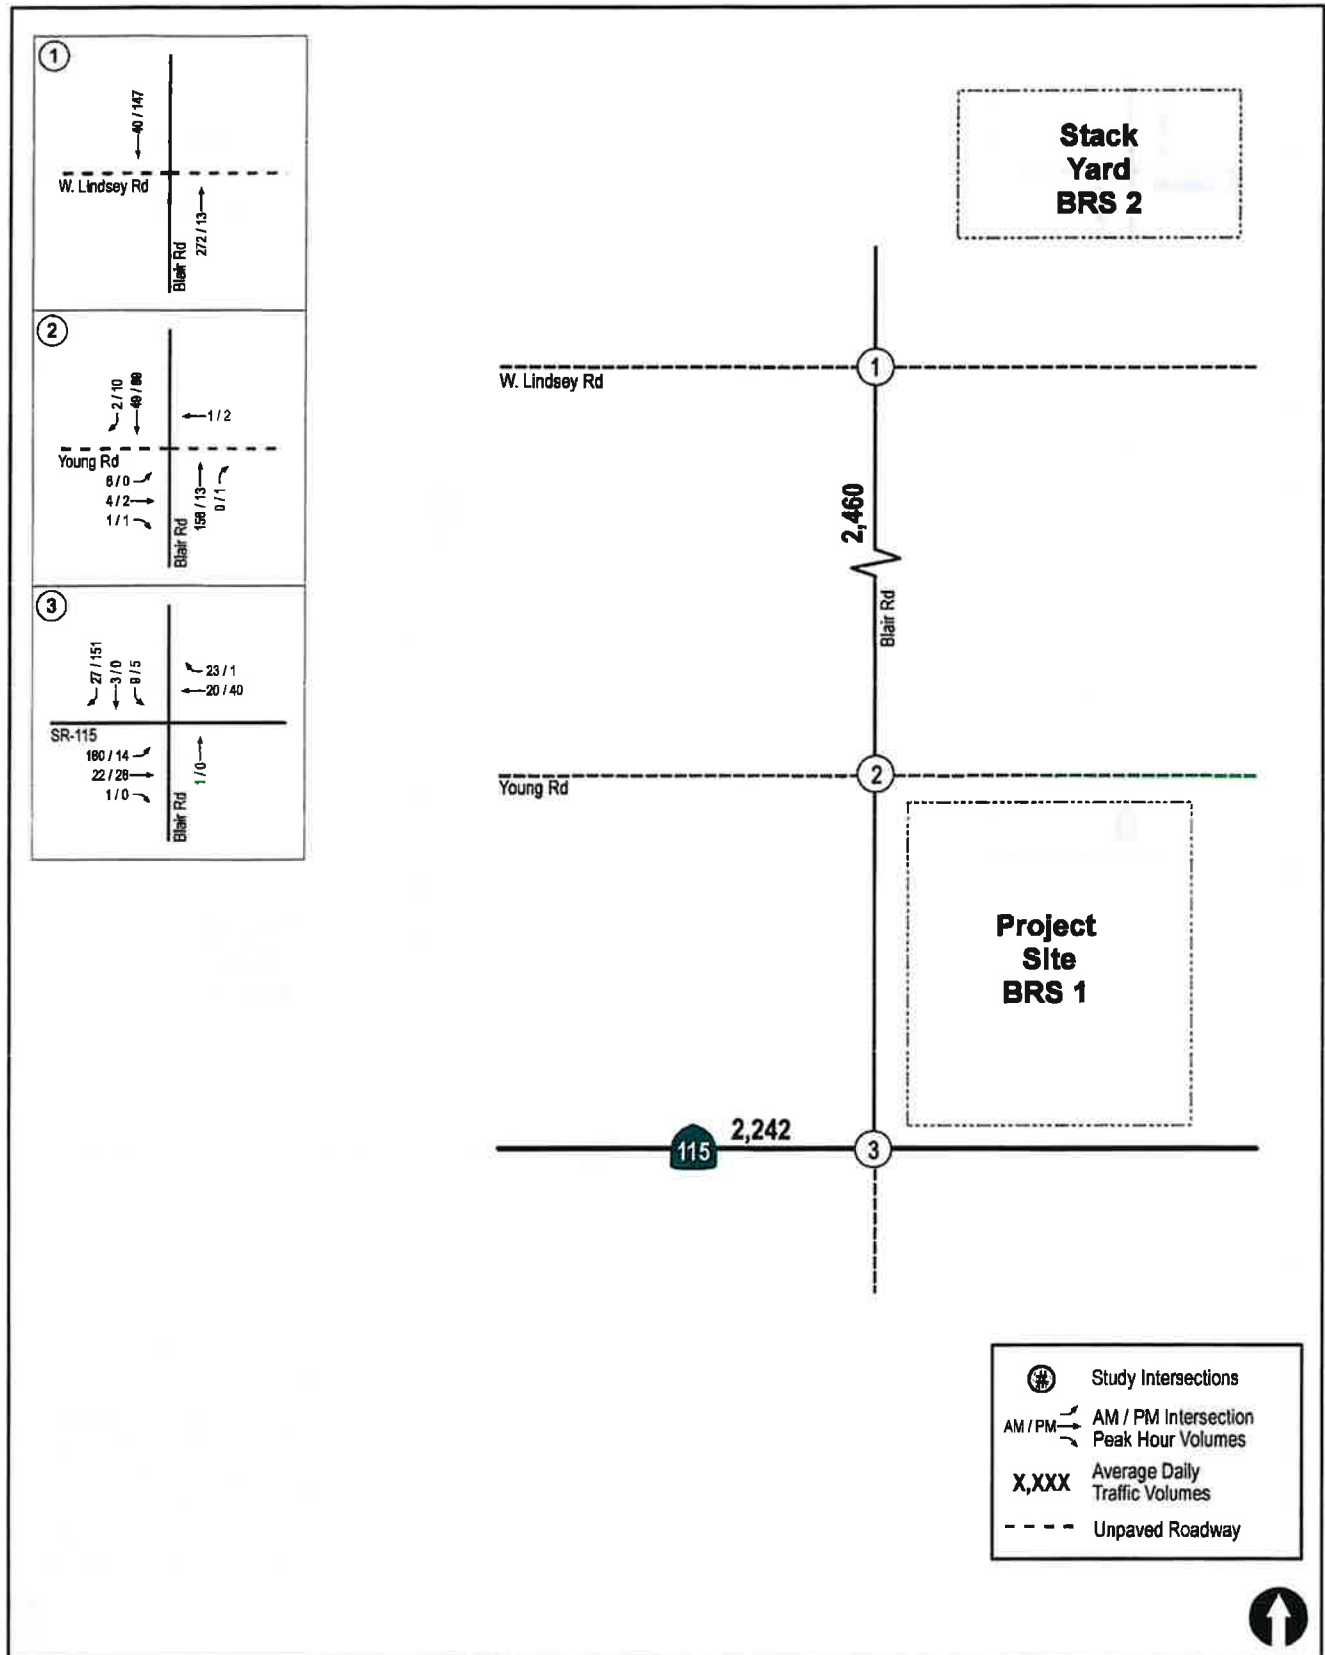 1
40 / 147
W. Lindsey Rd
272 / 13
Blair Rd
2
2 / 10
49 / 89
1 / 2
Young Rd
6 / 0
4 / 2
1 / 1
156 / 13
0 / 1
Blair Rd
3
27 / 151
3 / 0
9 / 5
23 / 1
20 / 40
SR-115
180 / 14
22 / 28
1 / 0
1 / 0
Blair Rd
Stack
Yard
BRS 2
1
W. Lindsey Rd
2,460
Blair Rd
2
Young Rd
Project
Site
BRS 1
2,242
115
3
# Study Intersections
AM / PM AM / PM Intersection
Peak Hour Volumes
X,XXX Average Daily
Traffic Volumes
Unpaved Roadway